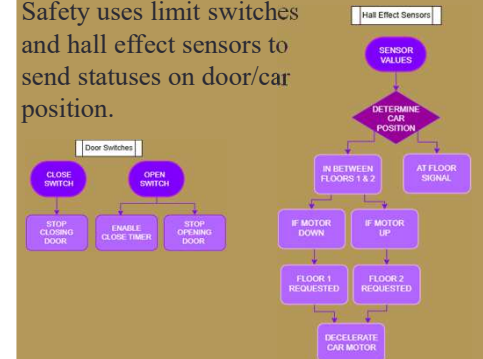 Safety uses limit switches
and hall effect sensors to
send statuses on door/car
position.
Door Switches
CLOSE
SWITCH
OPEN
SWITCH
STOP
CLOSING
DOOR
ENABLE
CLOSE TIMER
STOP
OPENING
DOOR
Hall Effect Sensors
SENSOR
VALUES
DETERMINE
CAR
POSITION
IN BETWEEN
FLOORS 1 & 2
AT FLOOR
SIGNAL
IF MOTOR
DOWN
IF MOTOR
UP
FLOOR 1
REQUESTED
FLOOR 2
REQUESTED
DECELERATE
CAR MOTOR